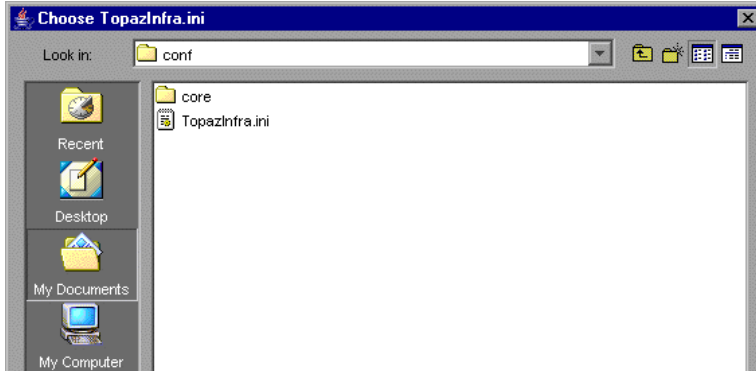 Choose TopazInfra.ini
Look in:
conf
core
TopazInfra.ini
Recent
Desktop
My Documents
My Computer